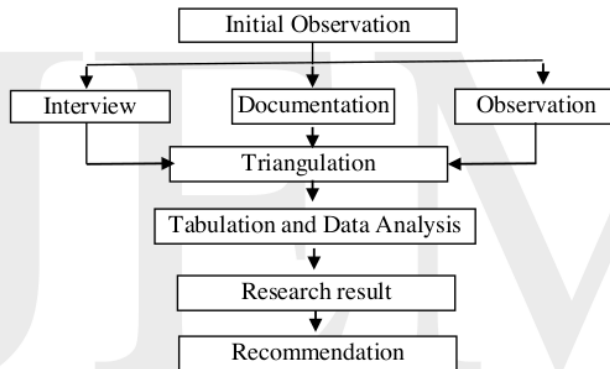 Initial Observation
Interview
Documentation
Observation
Triangulation
Tabulation and Data Analysis
Research result
Recommendation